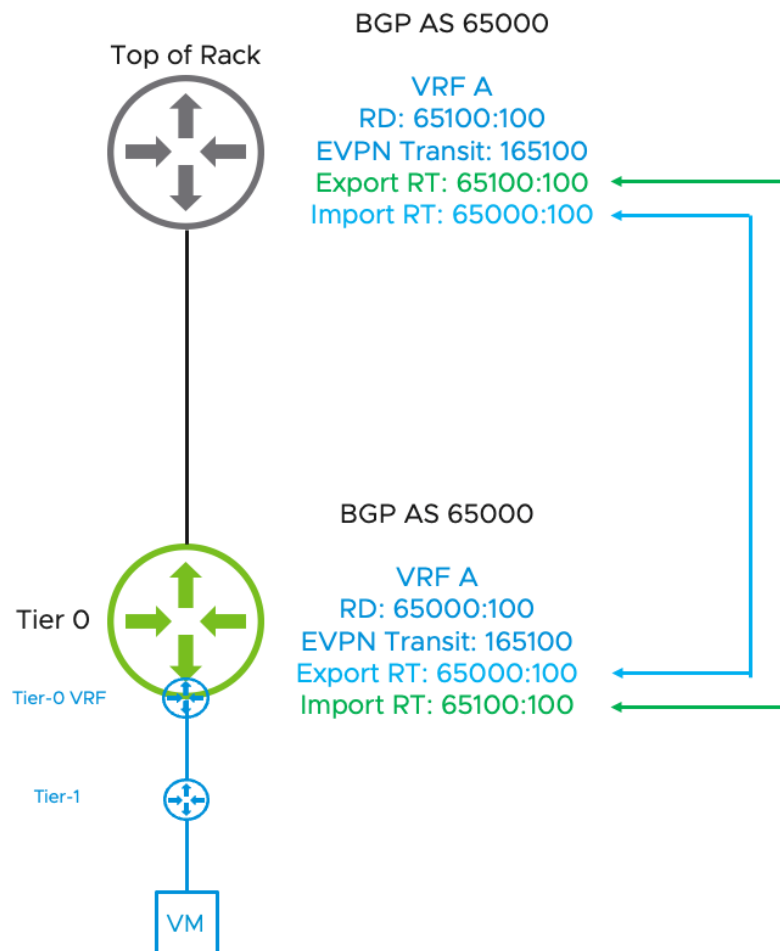 BGP AS 65000
Top of Rack
VRF A
RD: 65100:100
EVPN Transit: 165100
Export RT: 65100:100
Import RT: 65000:100
BGP AS 65000
VRF A
Tier 0
RD: 65000:100
EVPN Transit: 165100
Export RT: 65000:100
Tier-0 VRF
Import RT: 65100:100
Tier-1
VM